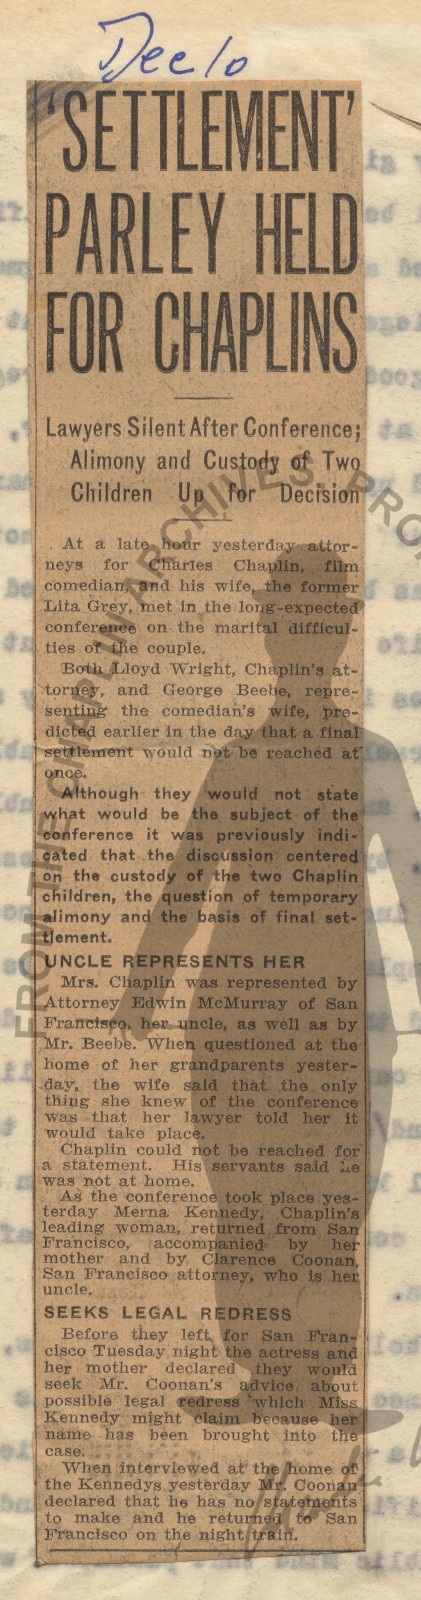 Dec 10
'SETTLEMENT'
PARLEY HELD
FOR CHAPLINS
Lawyers Silent After Conference;
Alimony and Custody of Two
Children Up for Decision
At a late hour yesterday attor-
neys for Charles Chaplin, film
comedian, and his wife, the former
Lita Grey, met in the long-expected
conference on the marital difficul-
ties of the couple.
Both Lloyd Wright, Chaplin's at-
torney, and George Beebe, repre-
senting the comedian's wife, pre-
dicted earlier in the day that a final
settlement would not be reached at
once.
Although they would not state
what would be the subject of the
conference it was previously indi-
cated that the discussion centered
on the custody of the two Chaplin
children, the question of temporary
alimony and the basis of final set-
tlement.
UNCLE REPRESENTS HER
Mrs. Chaplin was represented by
Attorney Edwin McMurray of San
Francisco, her uncle, as well as by
Mr. Beebe. When questioned at the
home of her grandparents yester-
day, the wife said that the only
thing she knew of the conference
was that her lawyer told her it
would take place.
Chaplin could not be reached for
a statement. His servants said he
was not at home.
As the conference took place yes-
terday Merna Kennedy, Chaplin's
leading woman, returned from San
Francisco, accompanied by her
mother and by Clarence Coonan,
San Francisco attorney, who is her
uncle.
SEEKS LEGAL REDRESS
Before they left for San Fran-
cisco Tuesday night the actress and
her mother declared they would
seek Mr. Coonan's advice about
possible legal redress which Miss
Kennedy might claim because her
name has been brought into the
case.
When interviewed at the home of
the Kennedys yesterday Mr. Coonan
declared that he has no statements
to make and he returned to San
Francisco on the night train.
FROM THE CHAPLIN ARCHIVES. PRO